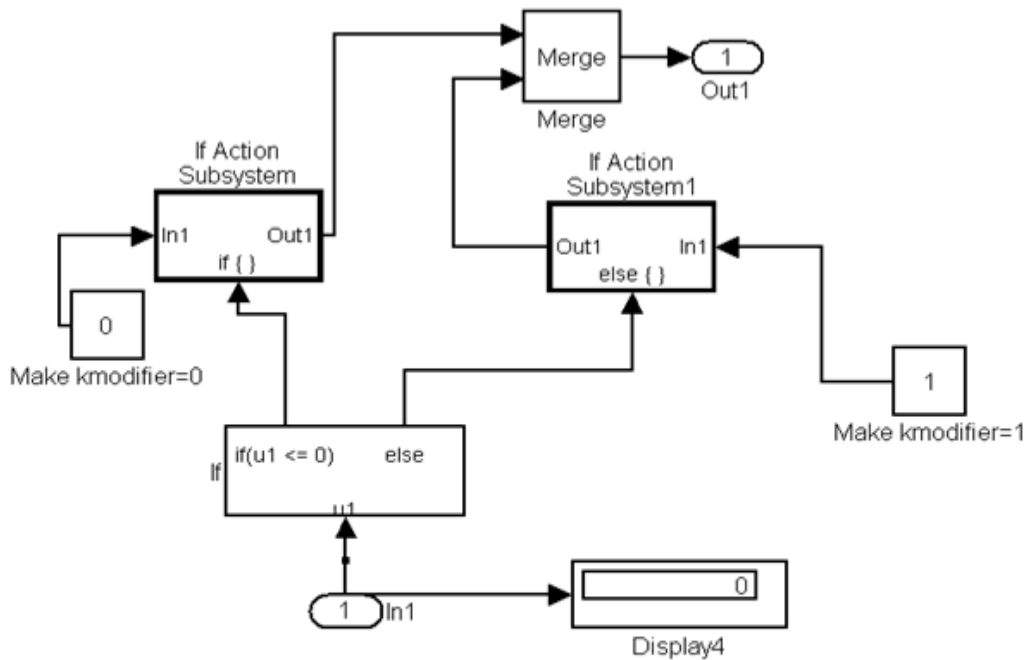 Merge
1
Out1
Merge
If Action
Subsystem
In1
Out1
if { }
If Action
Subsystem1
Out1
In1
else { }
0
Make kmodifier=0
1
Make kmodifier=1
If
if(u1 <= 0)
else
u1
1
In1
0
Display4